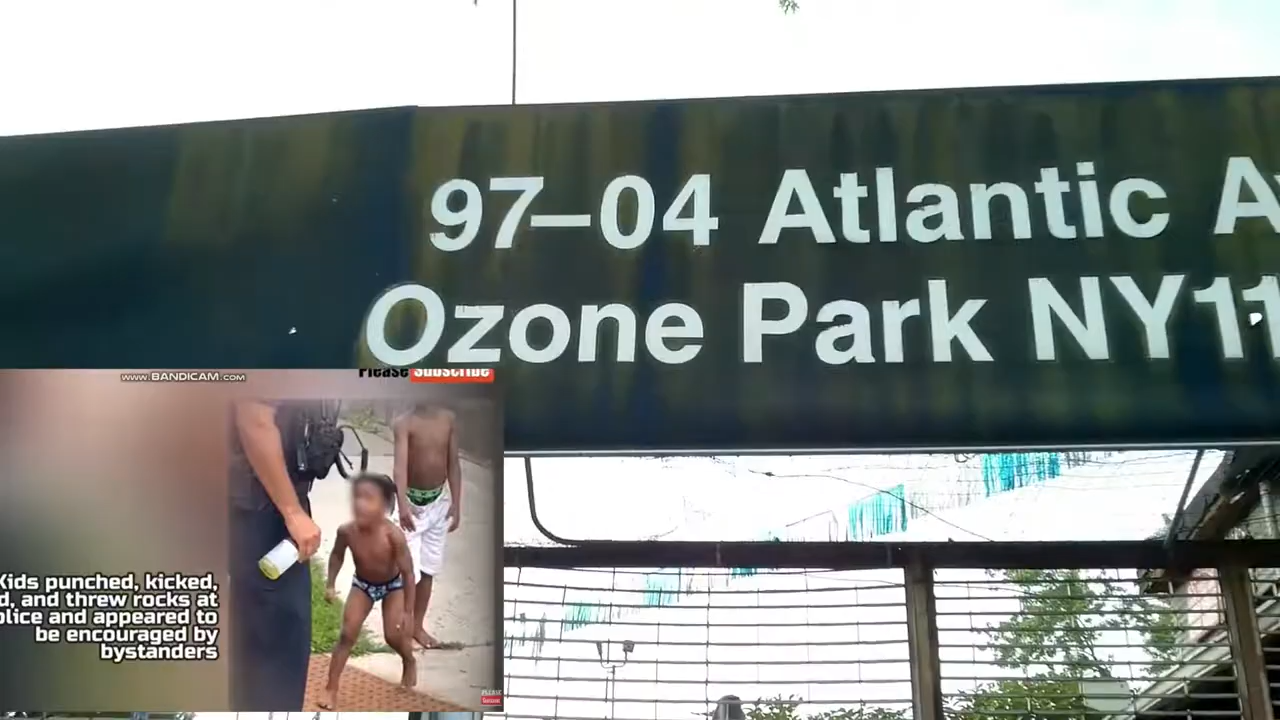 97–04 Atlantic A
Ozone Park NY11
www.BANDICAM.com
Please Subscribe
Kids punched, kicked,
d, and threw rocks at
olice and appeared to
be encouraged by
bystanders
PLEASE